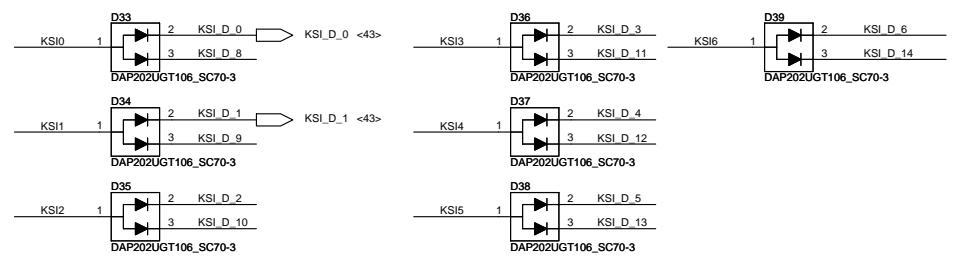 D33
KSI0 1 2 KSI_D_0 KSI_D_0 <43>
3 KSI_D_8
DAP202UGT106_SC70-3
D36
KSI3 1 2 KSI_D_3
3 KSI_D_11
DAP202UGT106_SC70-3
D39
KSI6 1 2 KSI_D_6
3 KSI_D_14
DAP202UGT106_SC70-3
D34
KSI1 1 2 KSI_D_1 KSI_D_1 <43>
3 KSI_D_9
DAP202UGT106_SC70-3
D37
KSI4 1 2 KSI_D_4
3 KSI_D_12
DAP202UGT106_SC70-3
D35
KSI2 1 2 KSI_D_2
3 KSI_D_10
DAP202UGT106_SC70-3
D38
KSI5 1 2 KSI_D_5
3 KSI_D_13
DAP202UGT106_SC70-3